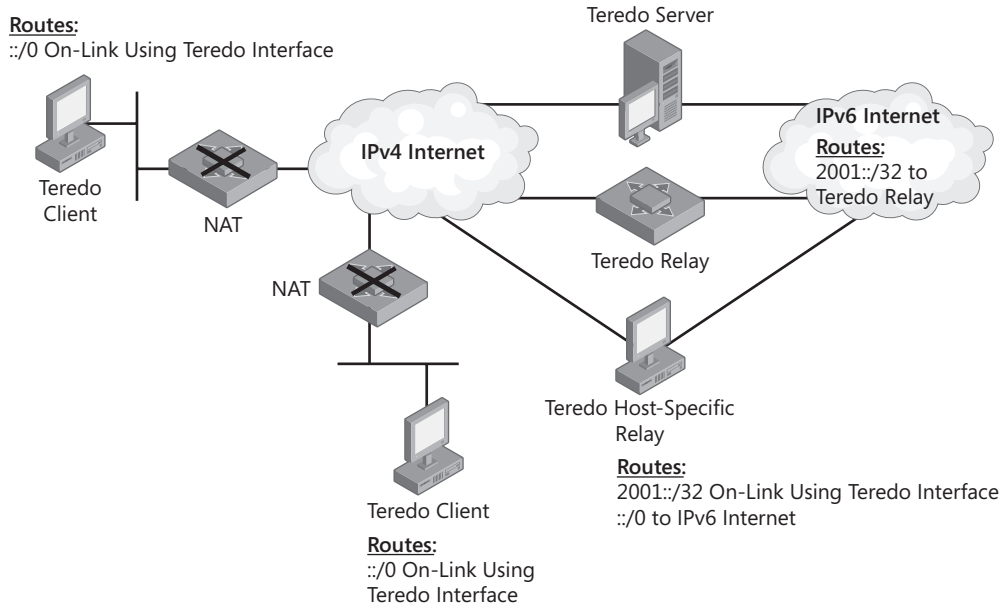 Routes:
::/0 On-Link Using Teredo Interface
Teredo Server
Teredo
Client
NAT
IPv4 Internet
IPv6 Internet
Routes:
2001::/32 to
Teredo Relay
Teredo Relay
NAT
Teredo Host-Specific
Relay
Routes:
2001::/32 On-Link Using Teredo Interface
::/0 to IPv6 Internet
Teredo Client
Routes:
::/0 On-Link Using
Teredo Interface